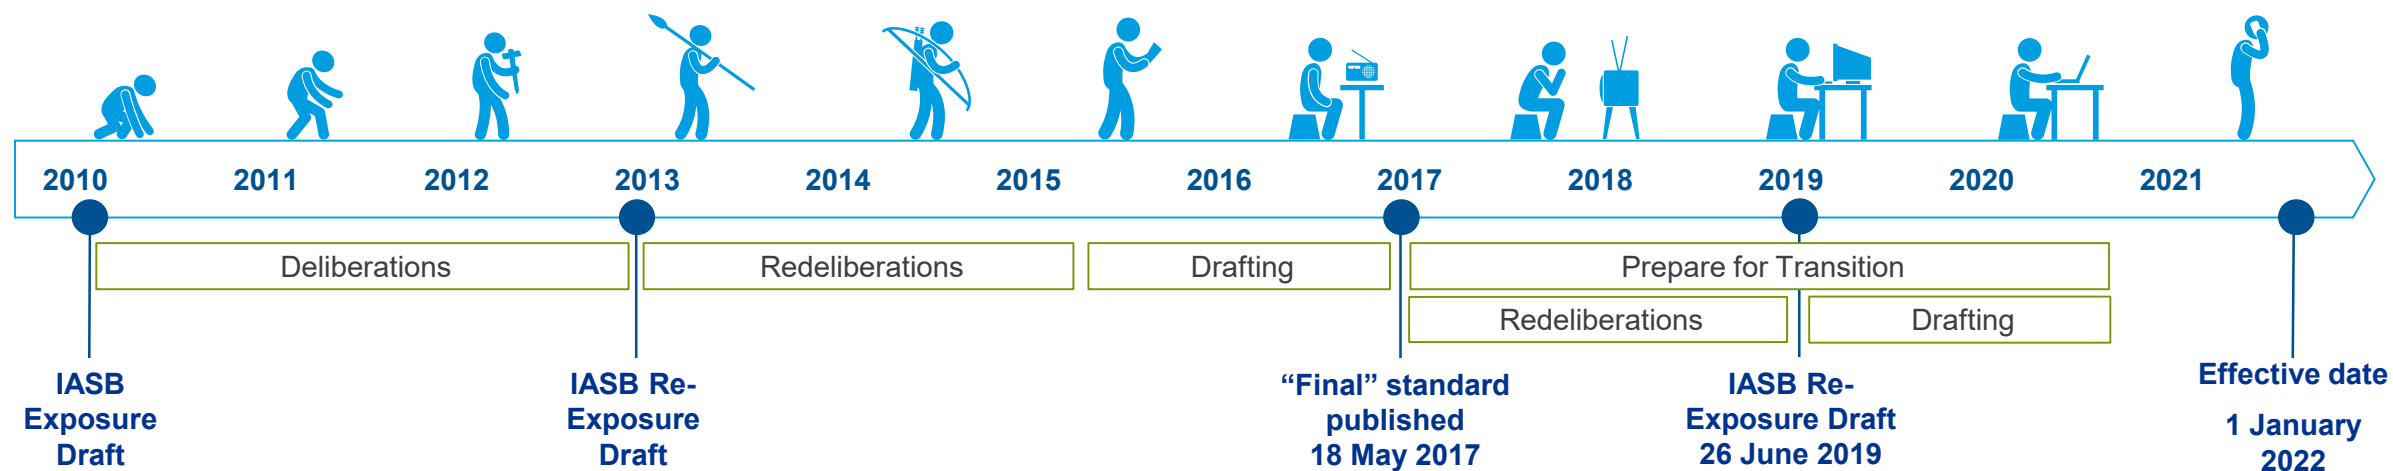 2010 2011 2012 2013 2014 2015 2016 2017 2018 2019 2020 2021
Deliberations
Redeliberations
Drafting
Prepare for Transition
Redeliberations
Drafting
IASB
Exposure
Draft
IASB Re-
Exposure
Draft
“Final” standard
published
18 May 2017
IASB Re-
Exposure Draft
26 June 2019
Effective date
1 January
2022